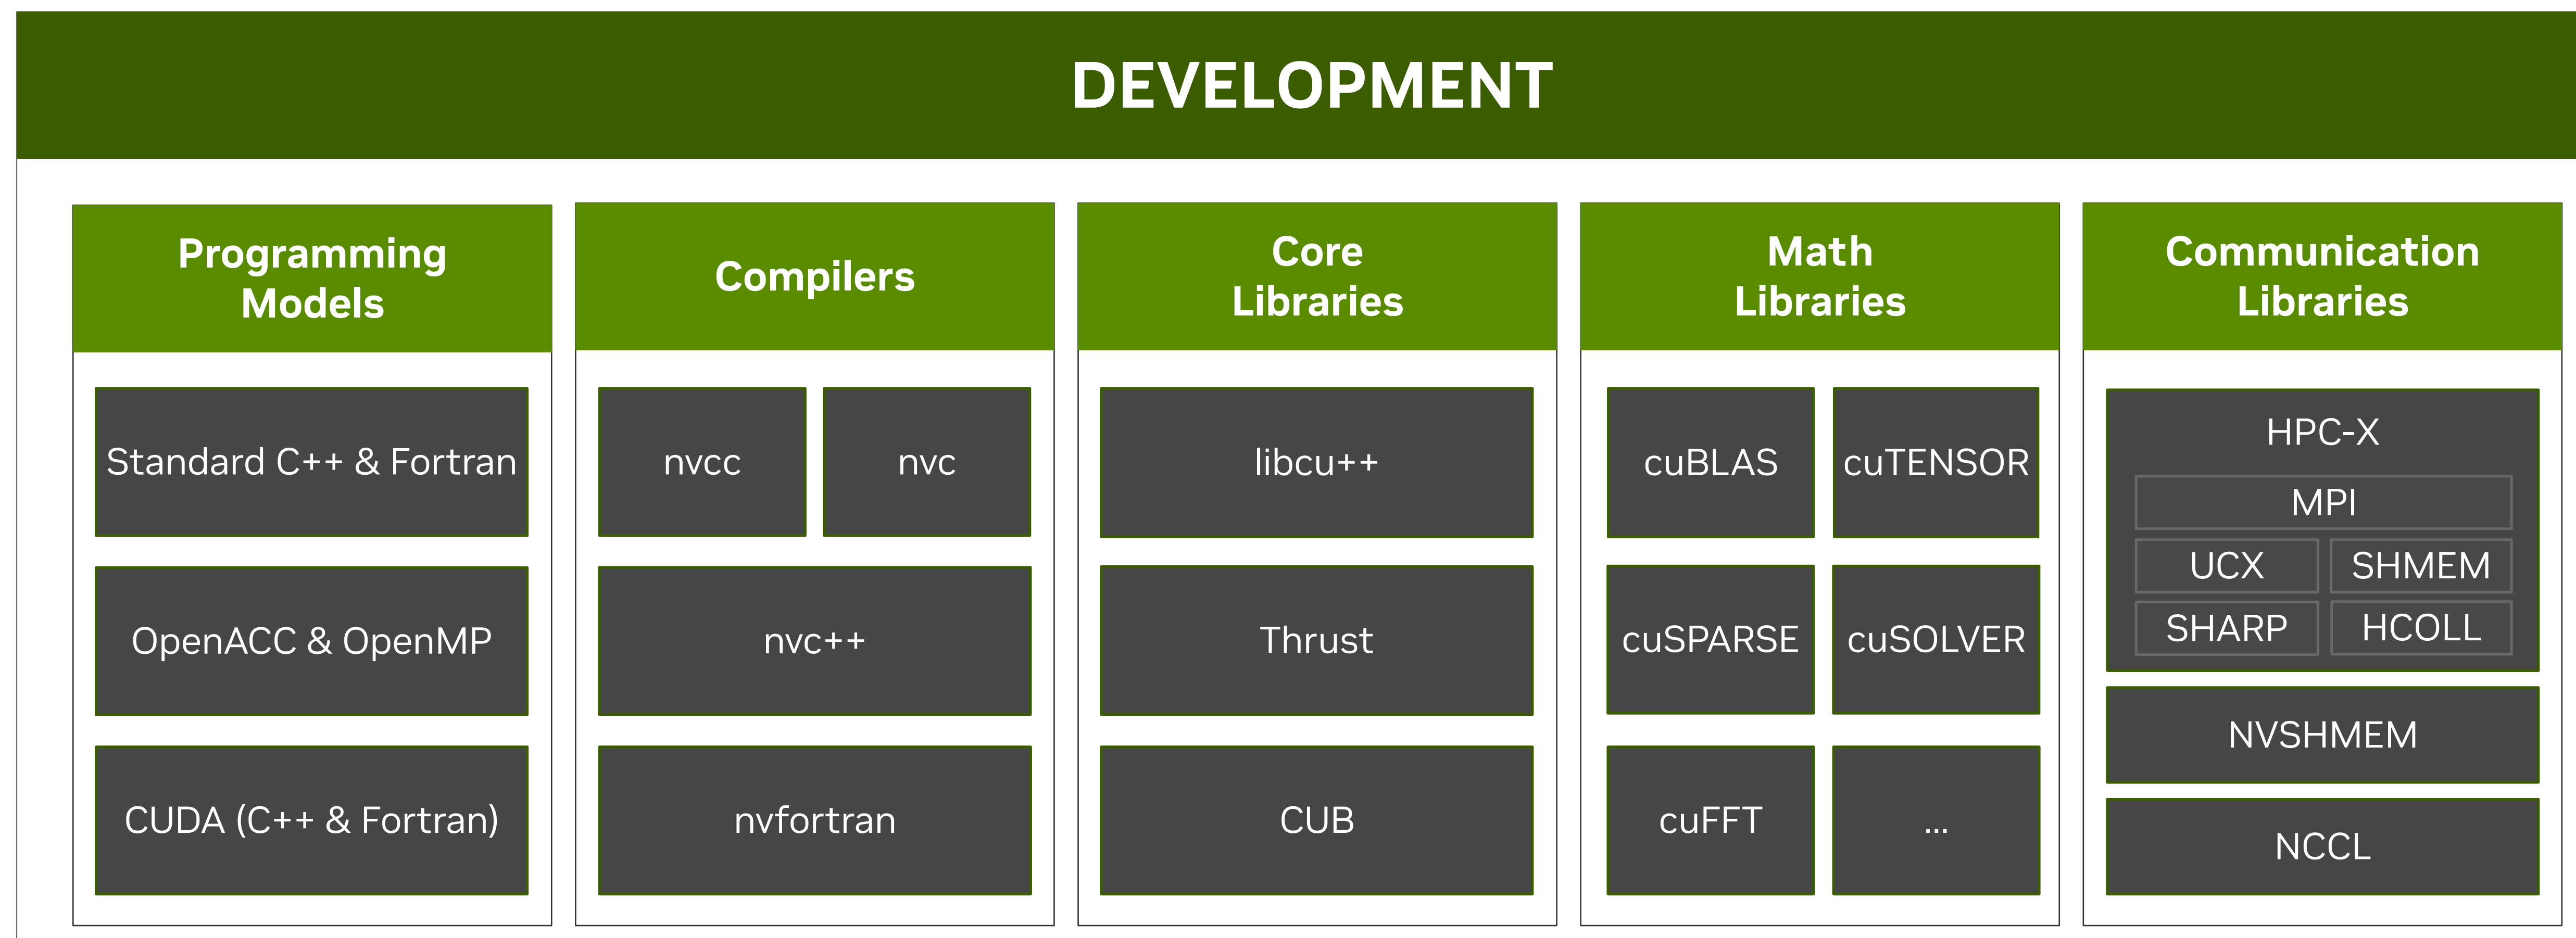 DEVELOPMENT
Programming
Models
Standard C++ & Fortran
OpenACC & OpenMP
CUDA (C++ & Fortran)
Compilers
nvcc
nvc
nvc++
nvfortran
Core
Libraries
libcu++
Thrust
CUB
Math
Libraries
cuBLAS
cuTENSOR
cuSPARSE
cuSOLVER
cuFFT
...
Communication
Libraries
HPC-X
MPI
UCX
SHMEM
SHARP
HCOLL
NVSHMEM
NCCL